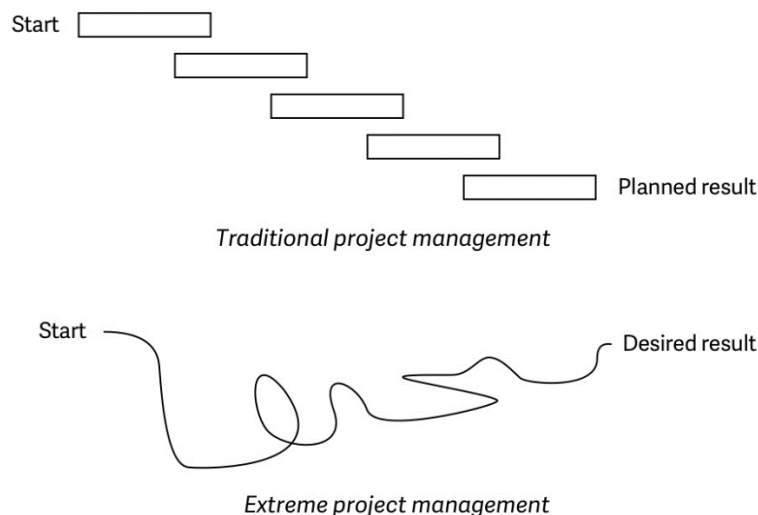 Start
Planned result
Traditional project management
Start
Desired result
Extreme project management